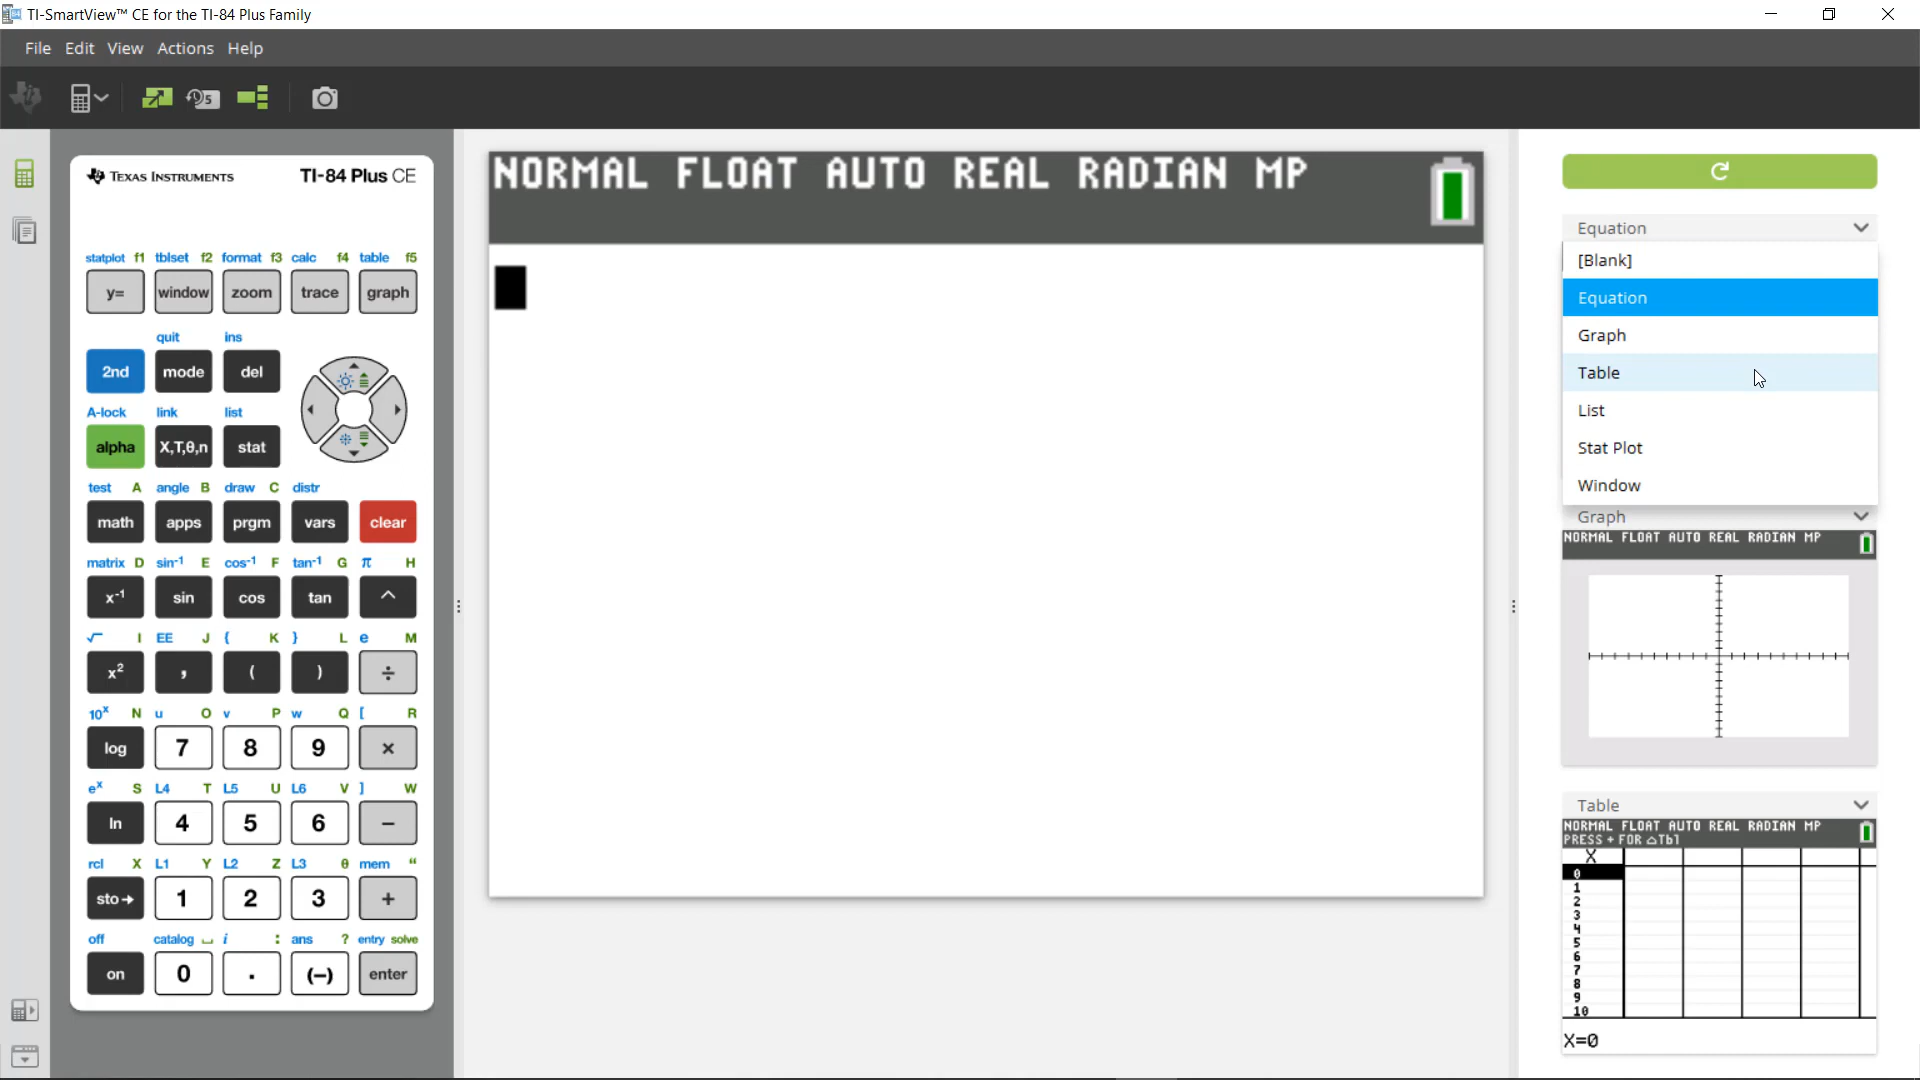 TI-SmartView™ CE for the TI-84 Plus Family
File Edit View Actions Help
TEXAS INSTRUMENTS TI-84 Plus CE
statplot f1 tblset f2 format f3 calc f4 table f5
y= window zoom trace graph
quit ins
2nd mode del
A-lock link list
alpha X,T,θ,n stat
test A angle B draw C distr
math apps prgm vars clear
matrix D sin-1 E cos-1 F tan-1 G π H
x-1 sin cos tan ^
√ I EE J { K } L e M
x2 , ( ) ÷
10x N u O v P w Q [ R
log 7 8 9 ×
ex S L4 T L5 U L6 V ] W
ln 4 5 6 −
rcl X L1 Y L2 Z L3 θ mem “
sto→ 1 2 3 +
off catalog ⎵ i : ans ? entry solve
on 0 . (−) enter
NORMAL FLOAT AUTO REAL RADIAN MP
Equation
[Blank]
Equation
Graph
Table
List
Stat Plot
Window
Graph
NORMAL FLOAT AUTO REAL RADIAN MP
Table
NORMAL FLOAT AUTO REAL RADIAN MP
PRESS + FOR △Tbl
X
0
1
2
3
4
5
6
7
8
9
10
X=0